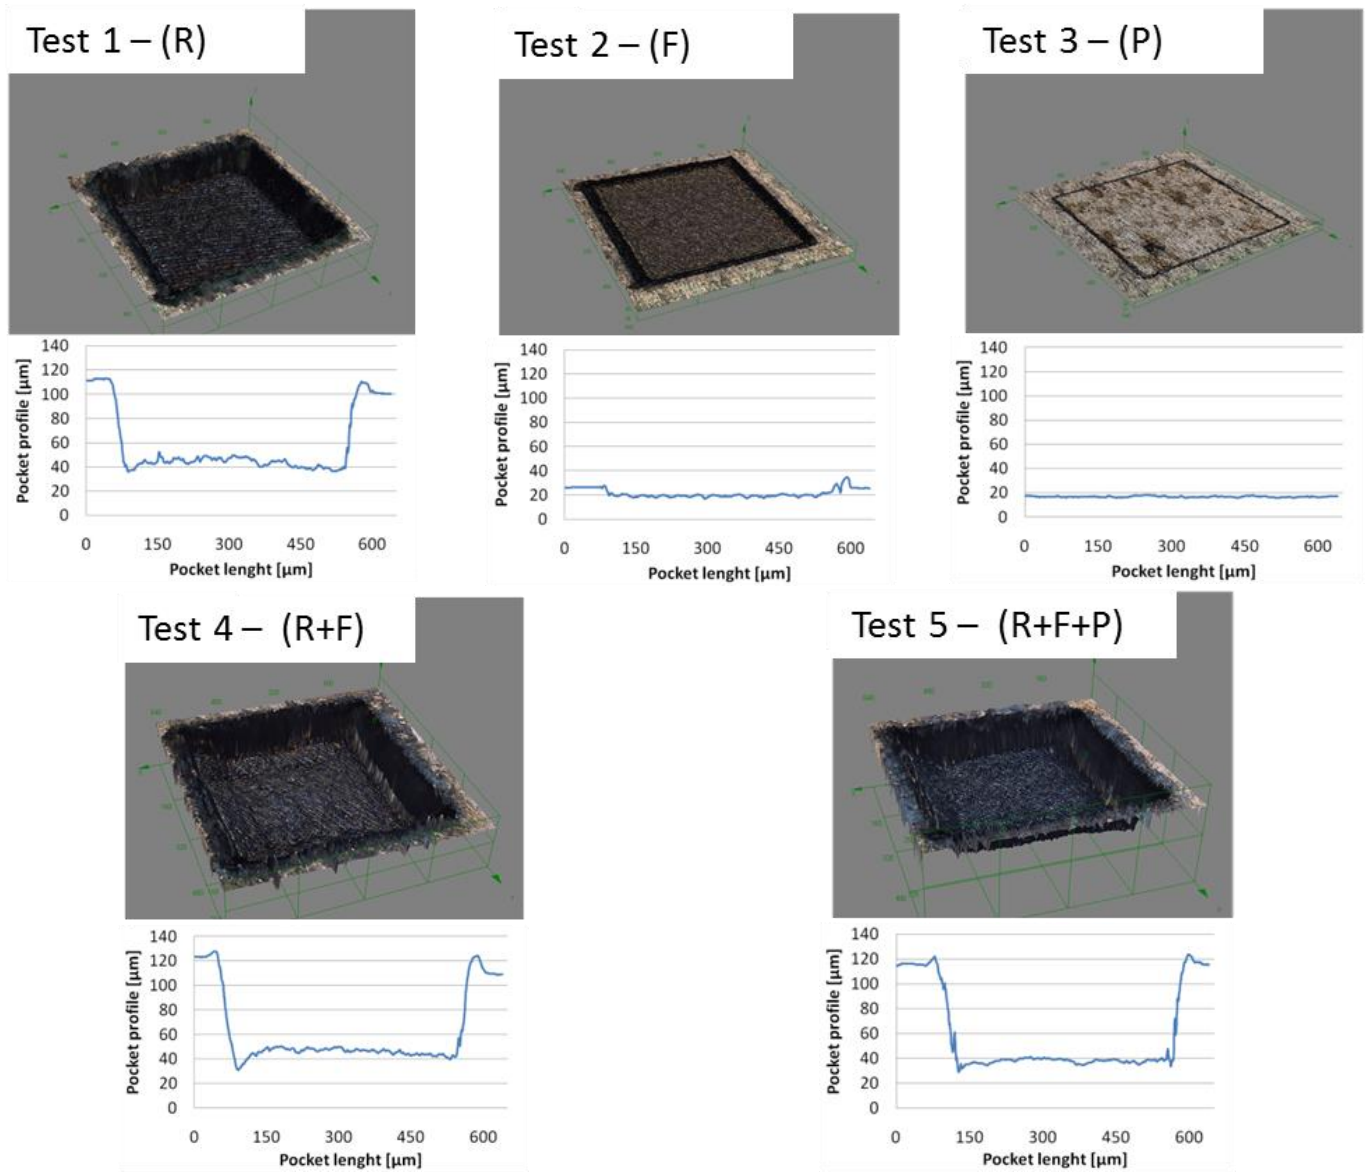 Test 1 – (R)
Test 2 – (F)
Test 3 – (P)
140
120
100
80
60
40
20
0
Pocket profile [µm]
0 150 300 450 600
Pocket lenght [µm]
140
120
100
80
60
40
20
0
Pocket profile [µm]
0 150 300 450 600
Pocket lenght [µm]
140
120
100
80
60
40
20
0
Pocket profile [µm]
0 150 300 450 600
Pocket lenght [µm]
Test 4 – (R+F)
Test 5 – (R+F+P)
140
120
100
80
60
40
20
0
Pocket profile [µm]
0 150 300 450 600
Pocket lenght [µm]
140
120
100
80
60
40
20
0
Pocket profile [µm]
0 150 300 450 600
Pocket lenght [µm]